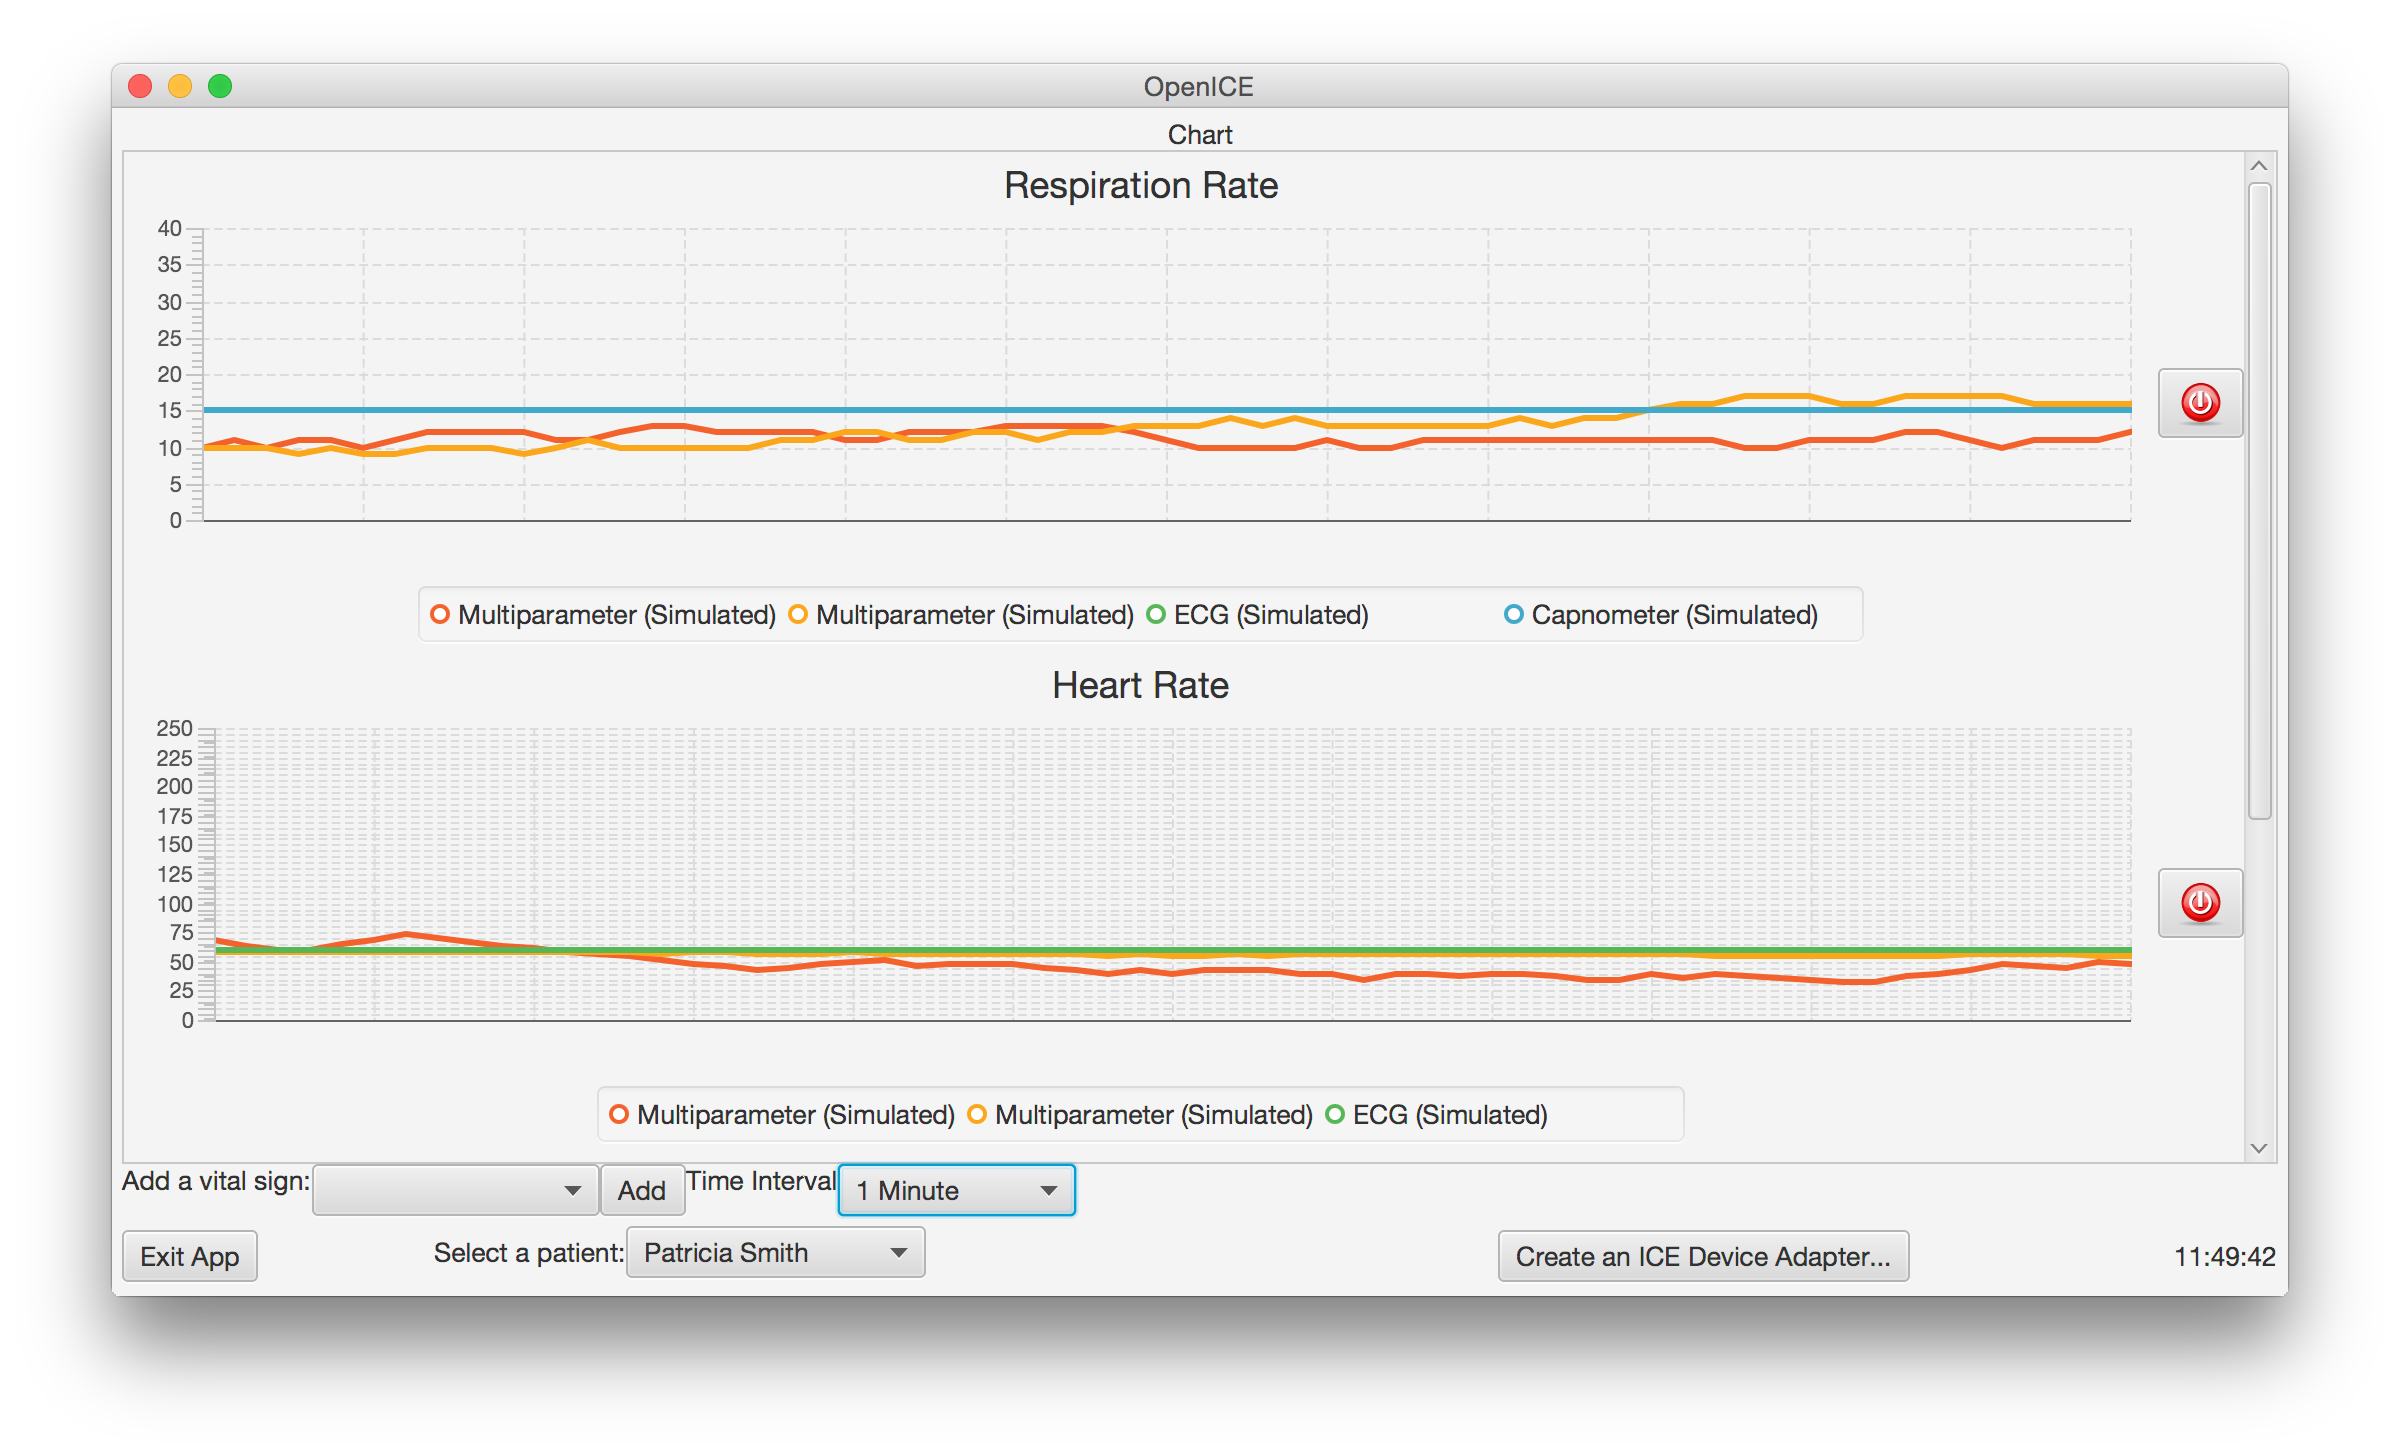 OpenICE
Chart
Respiration Rate
40
35
30
25
20
15
10
5
0
Multiparameter (Simulated) Multiparameter (Simulated) ECG (Simulated) Capnometer (Simulated)
Heart Rate
250
225
200
175
150
125
100
75
50
25
0
Multiparameter (Simulated) Multiparameter (Simulated) ECG (Simulated)
Add a vital sign: Add Time Interval 1 Minute
Exit App Select a patient: Patricia Smith Create an ICE Device Adapter... 11:49:42